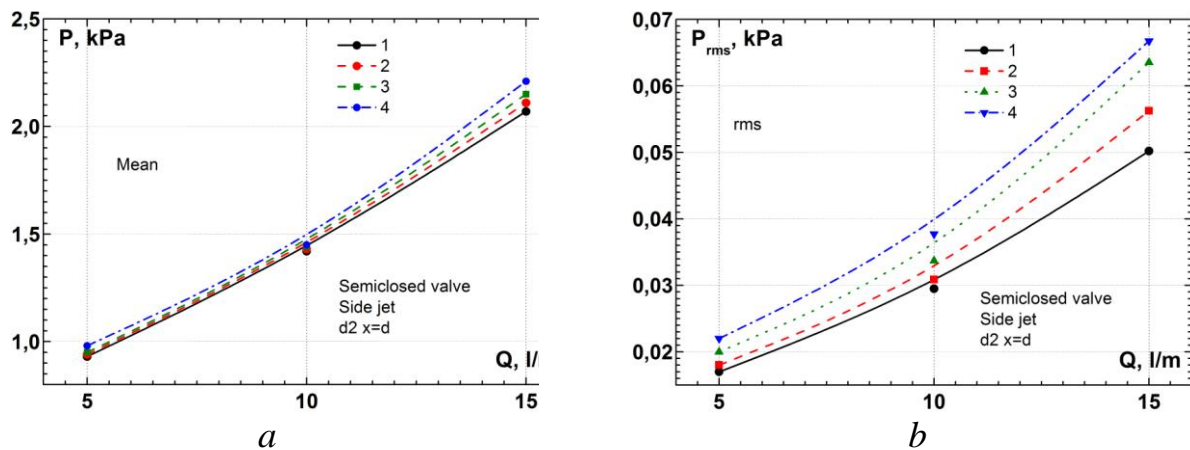 2,5
P, kPa
1
2
3
4
2,0
Mean
1,5
Semiclosed valve
Side jet
d2 x=d
1,0
Q, l/
5
10
15
a
0,07
P_rms, kPa
1
2
3
4
0,06
rms
0,05
0,04
0,03
Semiclosed valve
Side jet
d2 x=d
0,02
Q, l/m
5
10
15
b